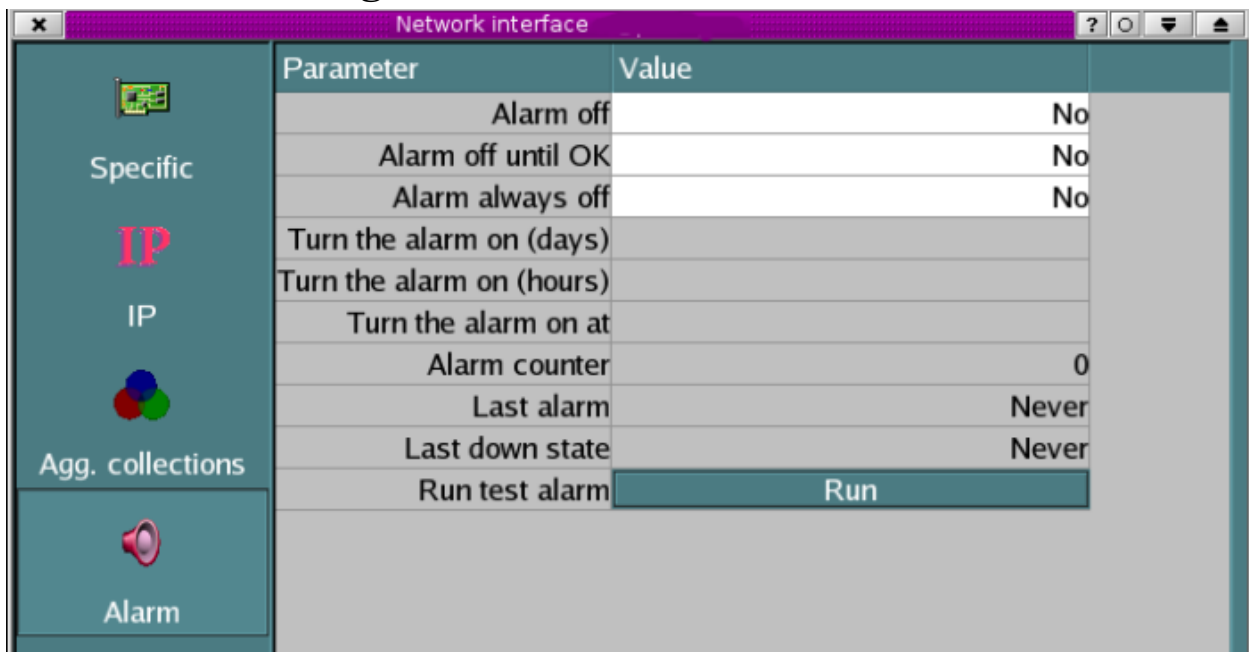 Network interface
Parameter Value
Alarm off No
Alarm off until OK No
Alarm always off No
Turn the alarm on (days)
Turn the alarm on (hours)
Turn the alarm on at
Alarm counter 0
Last alarm Never
Last down state Never
Run test alarm Run
Specific
IP
IP
Agg. collections
Alarm